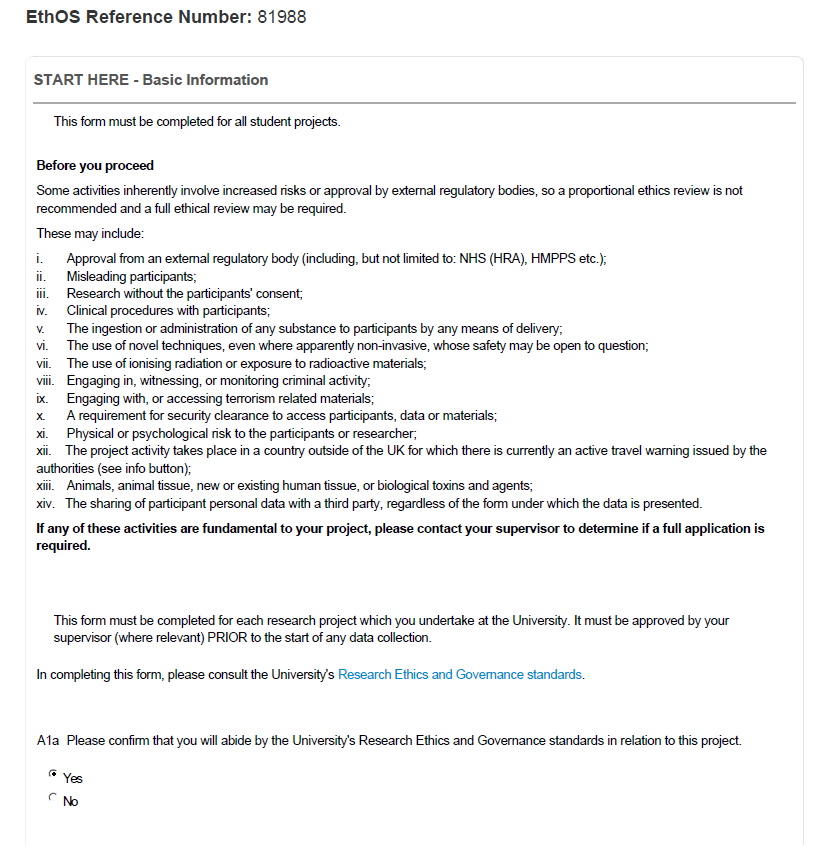 EthOS Reference Number: 81988
START HERE - Basic Information
This form must be completed for all student projects.
Before you proceed
Some activities inherently involve increased risks or approval by external regulatory bodies, so a proportional ethics review is not
recommended and a full ethical review may be required.
These may include:
i. Approval from an external regulatory body (including, but not limited to: NHS (HRA), HMPPS etc.);
ii. Misleading participants;
iii. Research without the participants' consent;
iv. Clinical procedures with participants;
v. The ingestion or administration of any substance to participants by any means of delivery;
vi. The use of novel techniques, even where apparently non-invasive, whose safety may be open to question;
vii. The use of ionising radiation or exposure to radioactive materials;
viii. Engaging in, witnessing, or monitoring criminal activity;
ix. Engaging with, or accessing terrorism related materials;
x. A requirement for security clearance to access participants, data or materials;
xi. Physical or psychological risk to the participants or researcher;
xii. The project activity takes place in a country outside of the UK for which there is currently an active travel warning issued by the
authorities (see info button);
xiii. Animals, animal tissue, new or existing human tissue, or biological toxins and agents;
xiv. The sharing of participant personal data with a third party, regardless of the form under which the data is presented.
If any of these activities are fundamental to your project, please contact your supervisor to determine if a full application is
required.
This form must be completed for each research project which you undertake at the University. It must be approved by your
supervisor (where relevant) PRIOR to the start of any data collection.
In completing this form, please consult the University's Research Ethics and Governance standards.
A1a Please confirm that you will abide by the University's Research Ethics and Governance standards in relation to this project.
Yes
No